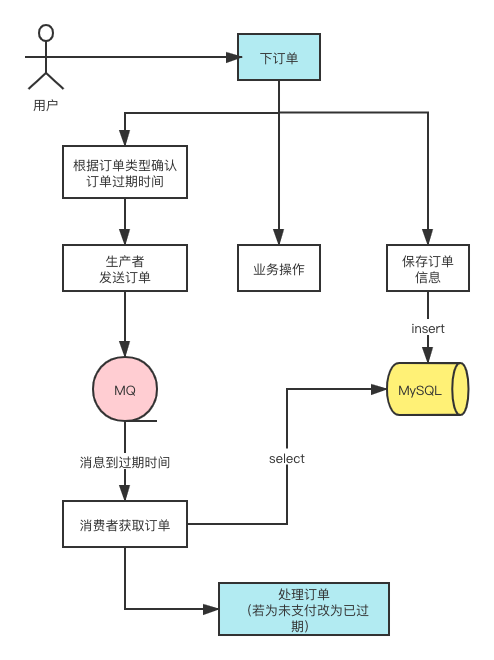 下订单
用户
根据订单类型确认
订单过期时间
生产者
发送订单
业务操作
保存订单
信息
insert
MQ
MySQL
消息到过期时间
select
消费者获取订单
处理订单
（若为未支付改为已过
期）